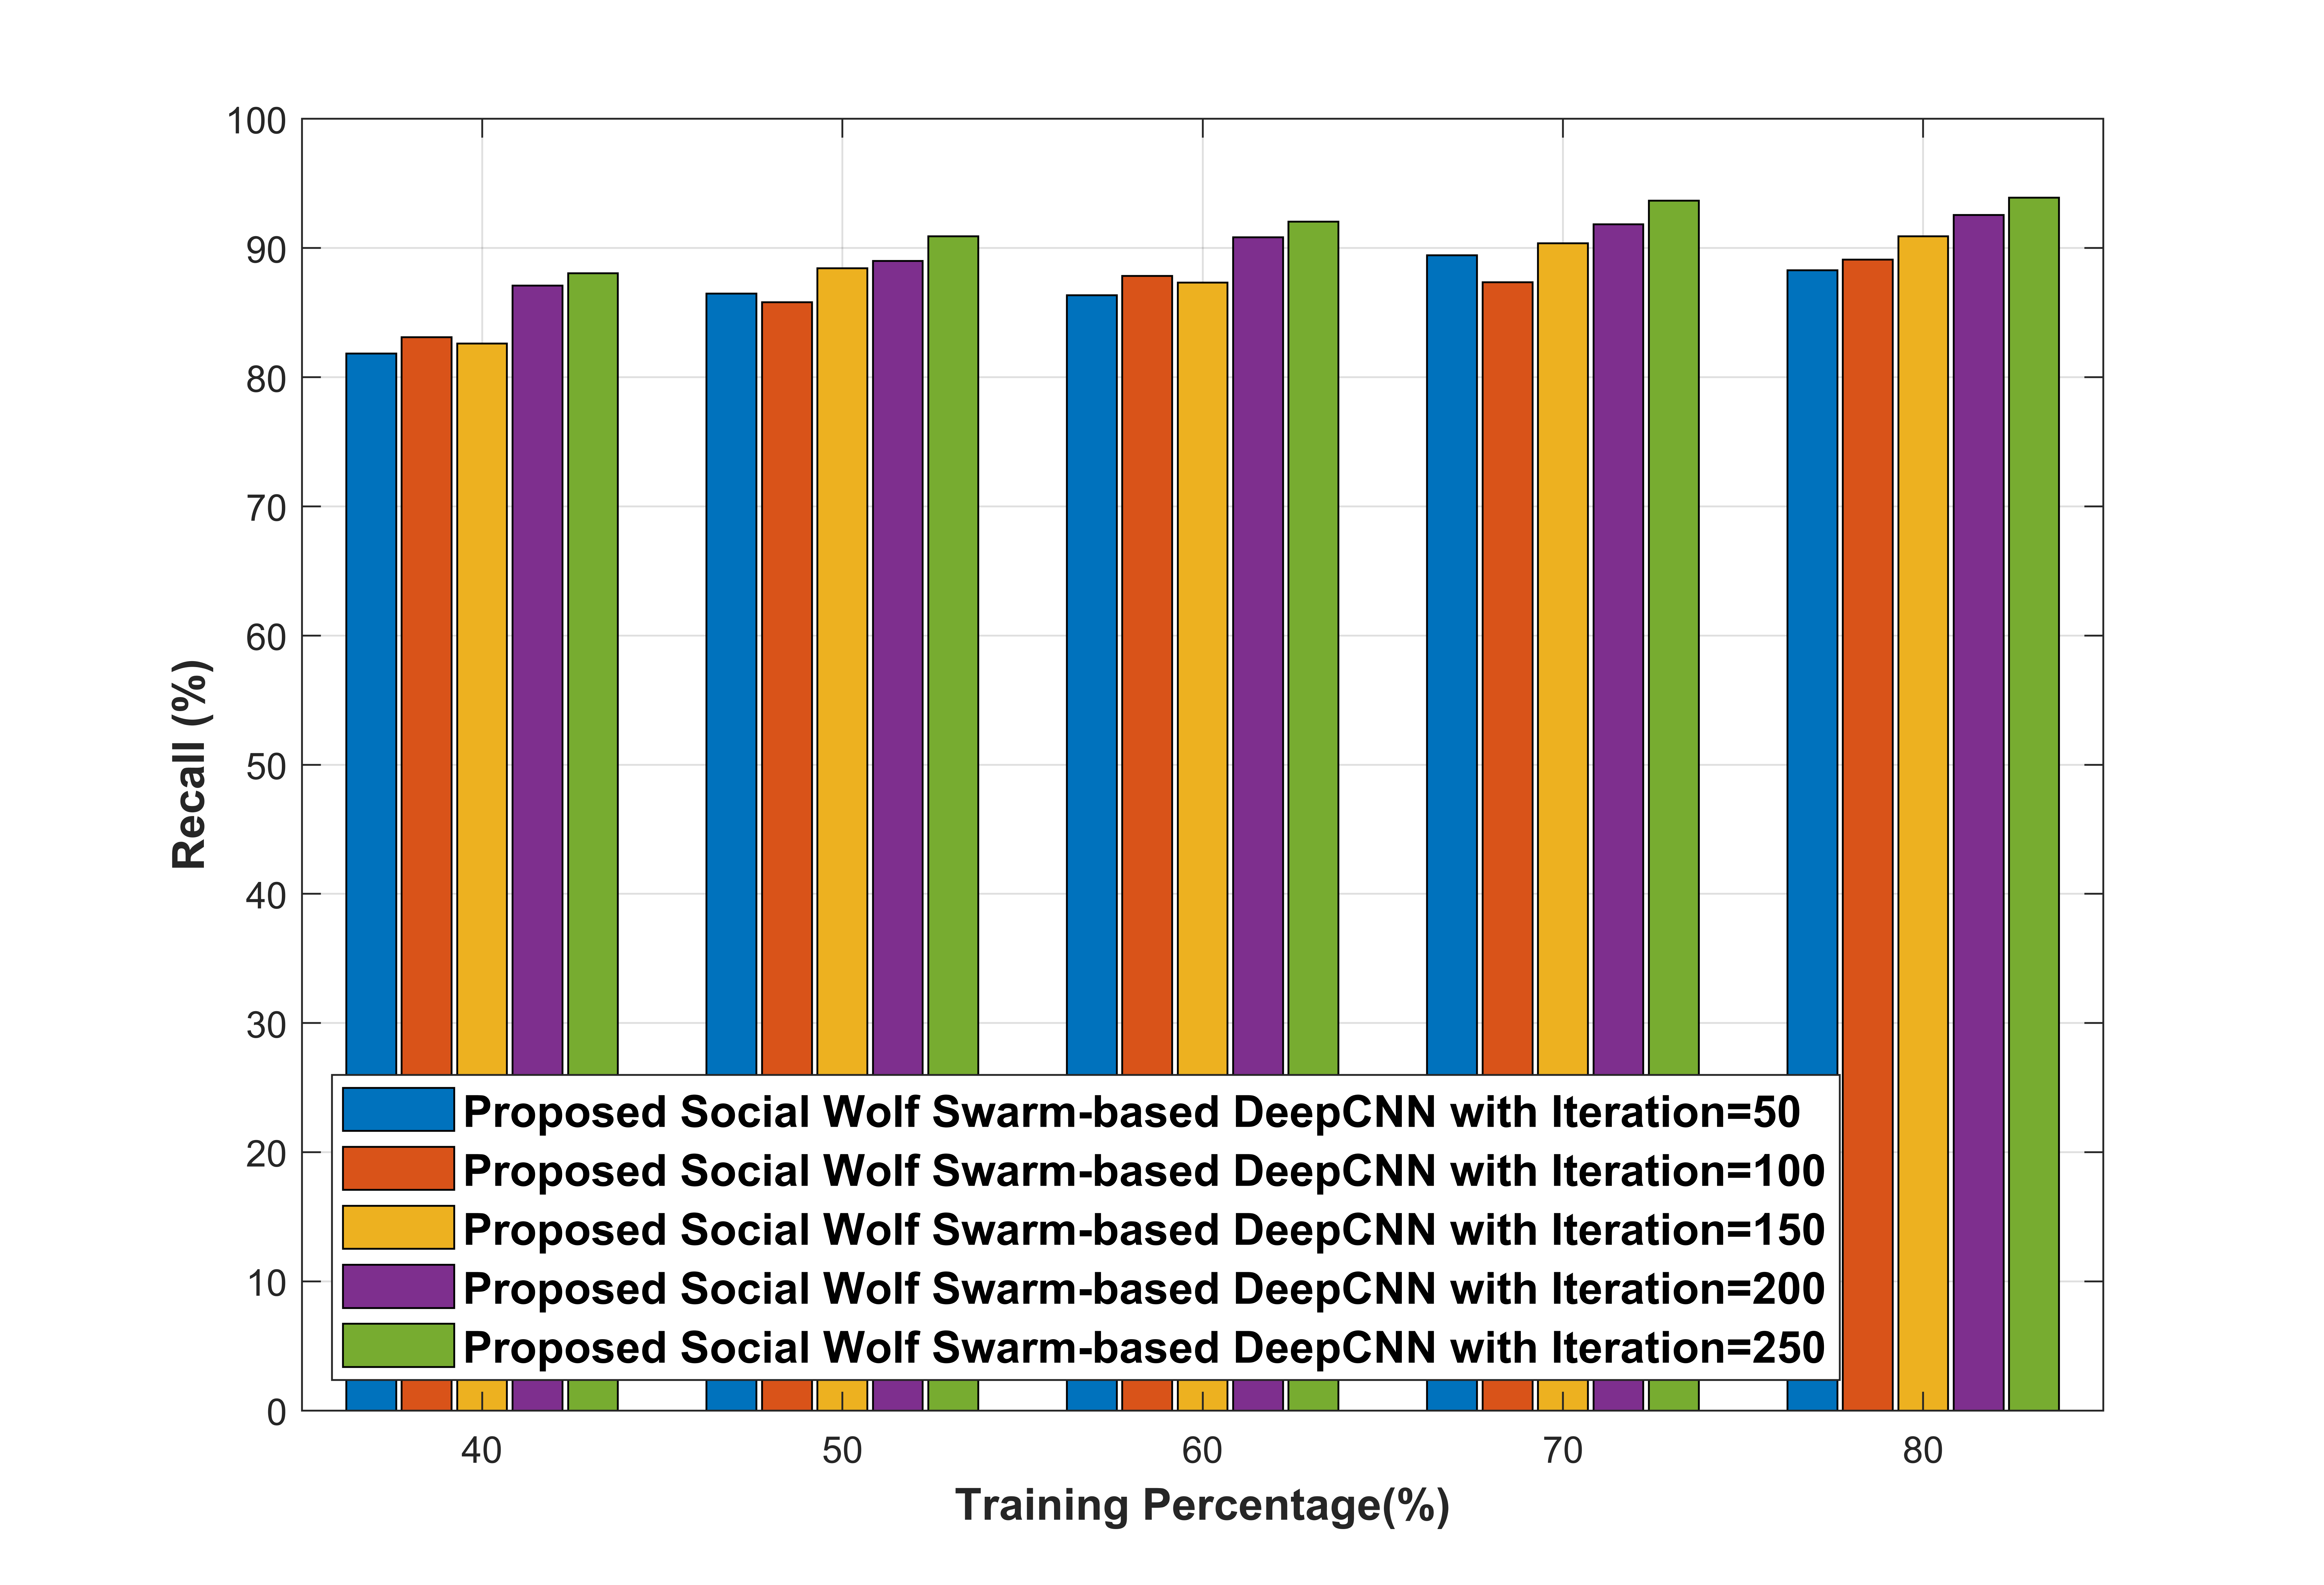 100
90
80
70
60
50
40
30
20
10
0
Recall (%)
Proposed Social Wolf Swarm-based DeepCNN with Iteration=50
Proposed Social Wolf Swarm-based DeepCNN with Iteration=100
Proposed Social Wolf Swarm-based DeepCNN with Iteration=150
Proposed Social Wolf Swarm-based DeepCNN with Iteration=200
Proposed Social Wolf Swarm-based DeepCNN with Iteration=250
40 50 60 70 80
Training Percentage(%)